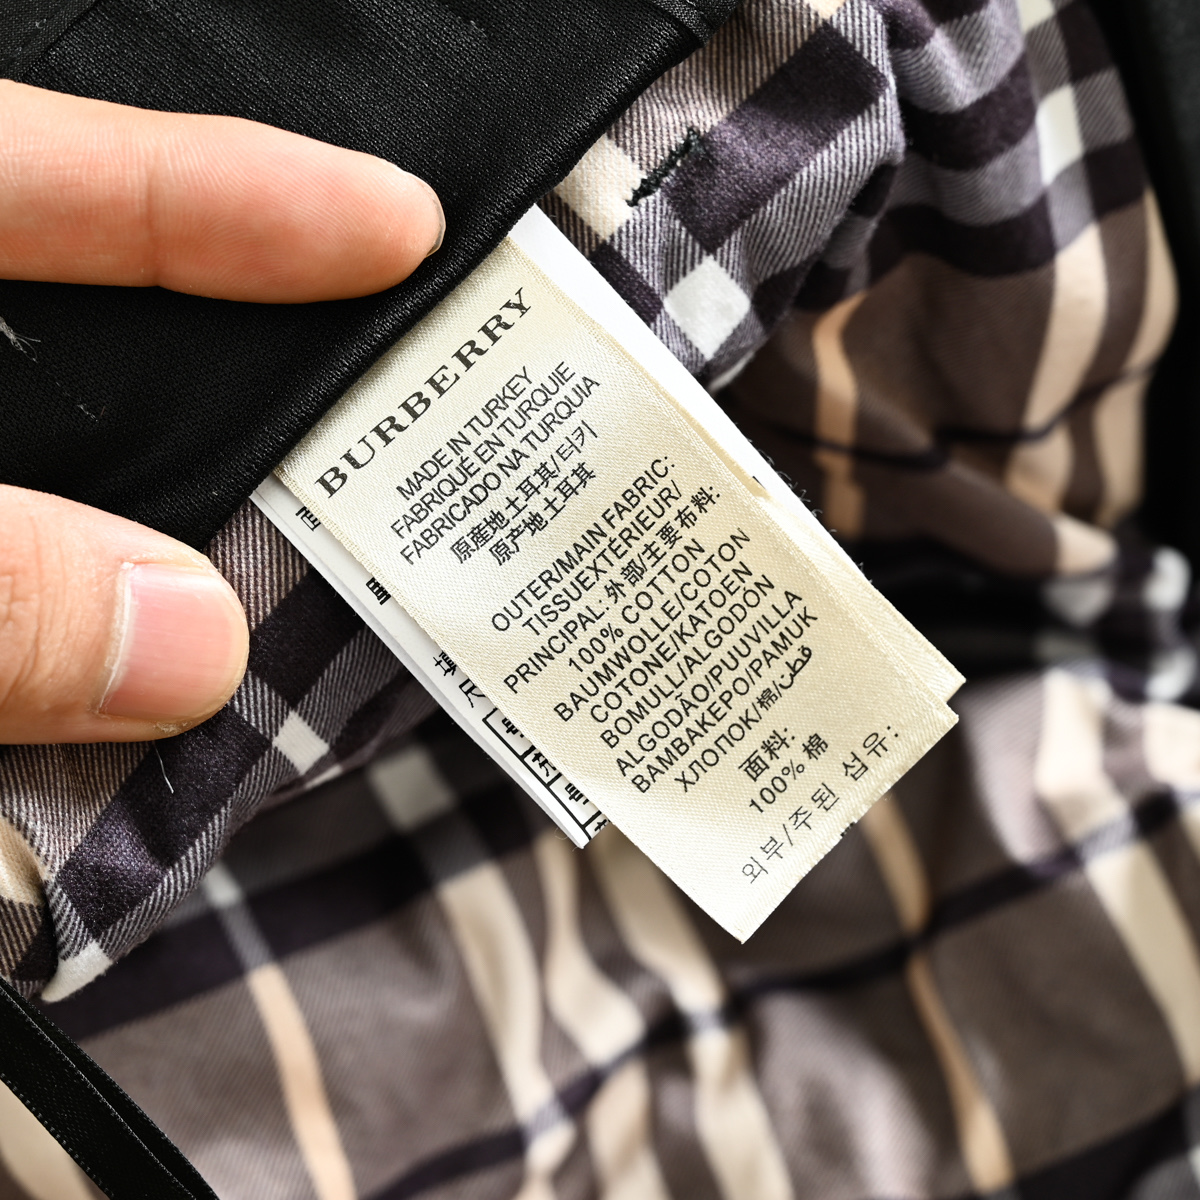 BURBERRY
MADE IN TURKEY
FABRIQUÉ EN TURQUIE
FABRICADO NA TURQUIA
原産地土耳其/터키
原产地土耳其
OUTER/MAIN FABRIC:
TISSUEXTÉRIEUR/
PRINCIPAL:外部/主要布料:
100% COTTON
BAUMWOLLE/COTON
COTONE/KATOEN
BOMULL/ALGODÓN
ALGODÃO/PUUVILLA
BAMBAKEPO/PAMUK
ХЛОПОК/棉/قطن
面料:
100% 棉
외부/주된 섬유: